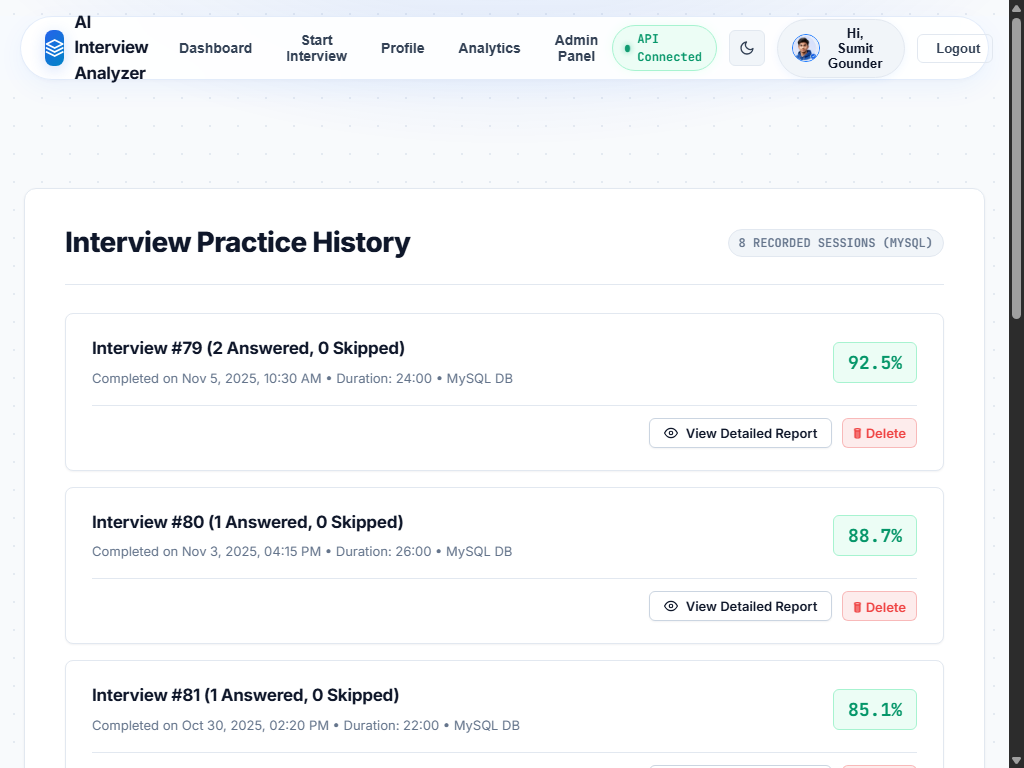 AI
Interview
Analyzer
Dashboard
Start
Interview
Profile
Analytics
Admin
Panel
API
Connected
Hi,
Sumit
Gounder
Logout
Interview Practice History
8 RECORDED SESSIONS (MYSQL)
Interview #79 (2 Answered, 0 Skipped)
Completed on Nov 5, 2025, 10:30 AM • Duration: 24:00 • MySQL DB
92.5%
View Detailed Report
Delete
Interview #80 (1 Answered, 0 Skipped)
Completed on Nov 3, 2025, 04:15 PM • Duration: 26:00 • MySQL DB
88.7%
View Detailed Report
Delete
Interview #81 (1 Answered, 0 Skipped)
Completed on Oct 30, 2025, 02:20 PM • Duration: 22:00 • MySQL DB
85.1%